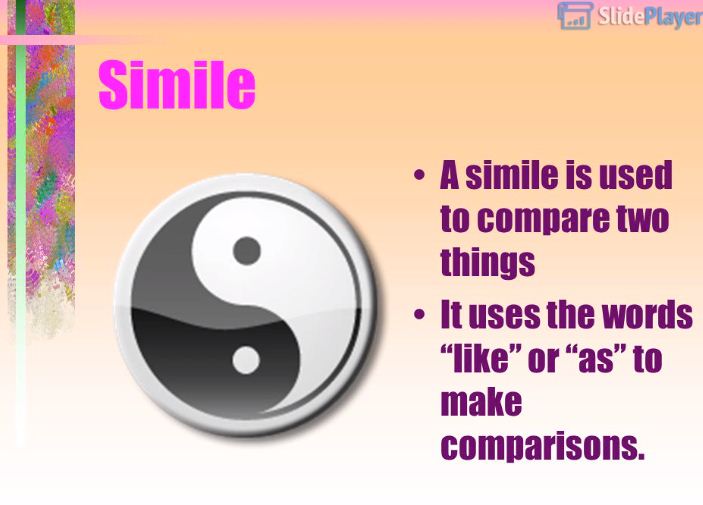 SlidePlayer
Simile
• A simile is used
to compare two
things
• It uses the words
“like” or “as” to
make
comparisons.